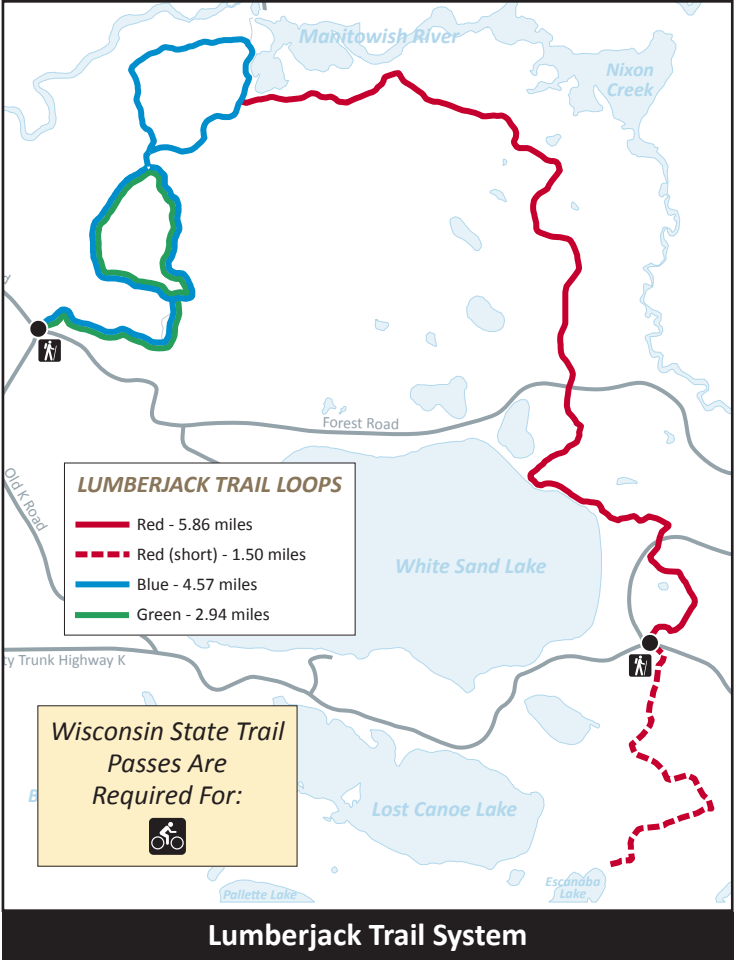 Manitowish River
Nixon
Creek
Forest Road
Old K Road
LUMBERJACK TRAIL LOOPS
Red - 5.86 miles
Red (short) - 1.50 miles
Blue - 4.57 miles
Green - 2.94 miles
White Sand Lake
ty Trunk Highway K
Wisconsin State Trail
Passes Are
Required For:
B
Lost Canoe Lake
Pallette Lake
Escanaba
Lake
Lumberjack Trail System